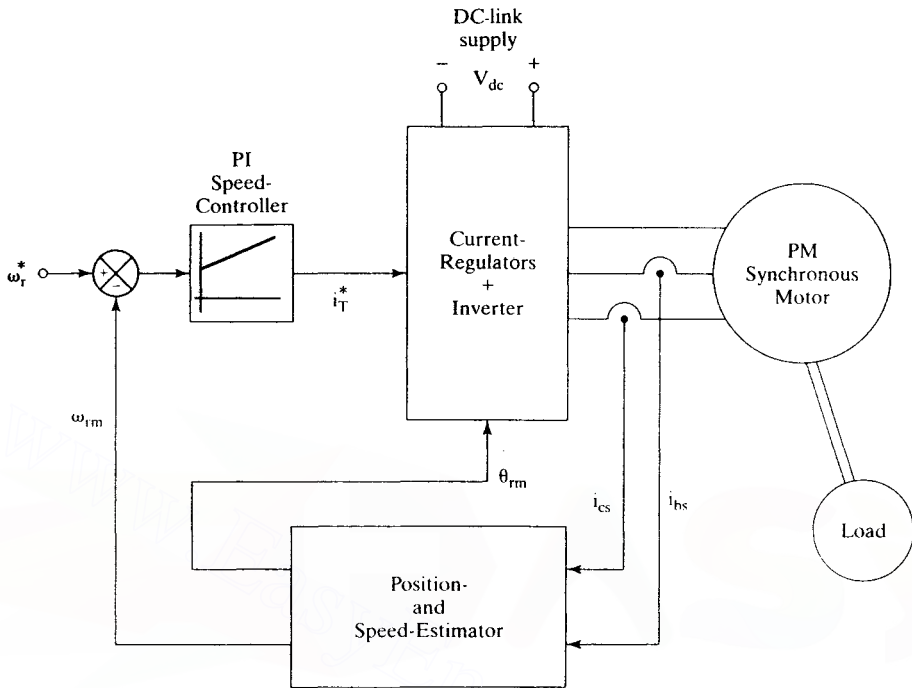 DC-link
supply
− +
V_dc
PI
Speed-
Controller
ω_r^*
+
−
i_T^*
Current-
Regulators
+
Inverter
PM
Synchronous
Motor
ω_rm
θ_rm
i_cs
i_bs
Load
Position-
and
Speed-Estimator